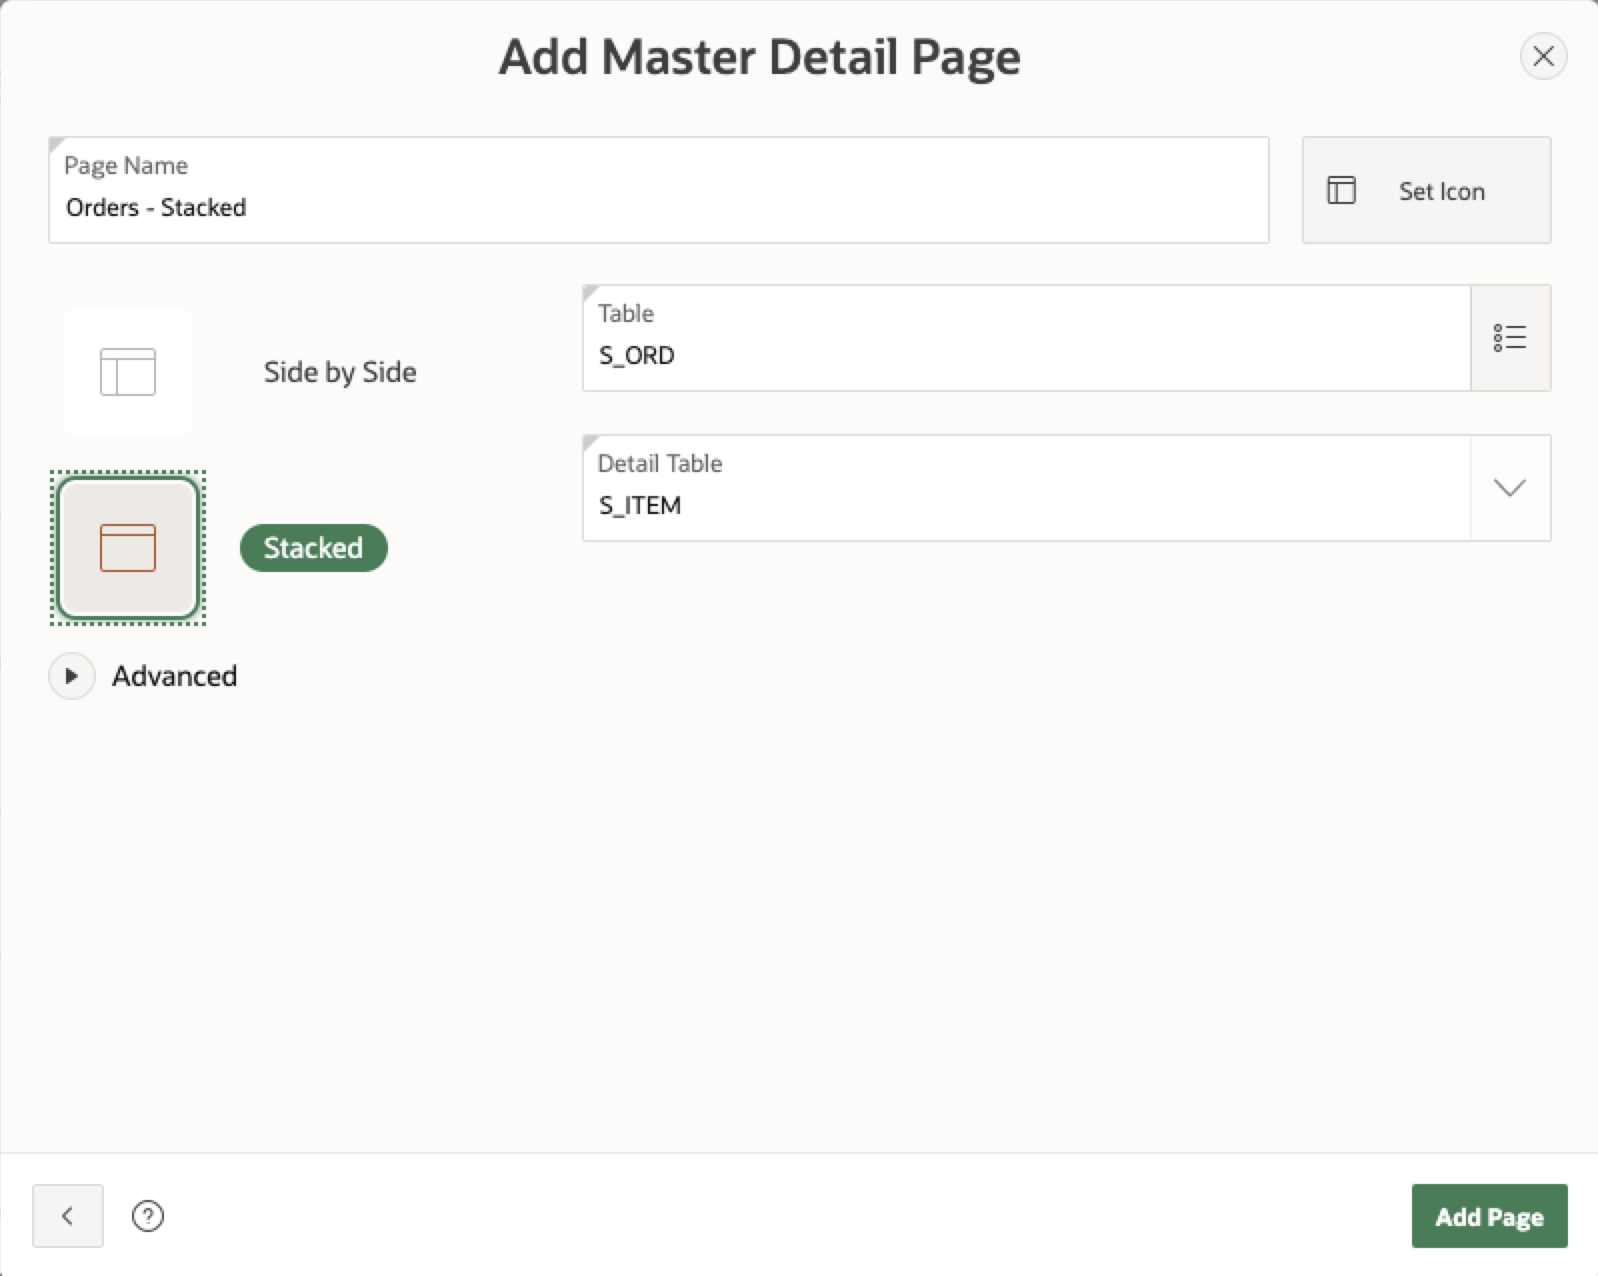 Add Master Detail Page
Page Name
Orders - Stacked
Set Icon
Side by Side
Stacked
Table
S_ORD
Detail Table
S_ITEM
Advanced
?
Add Page